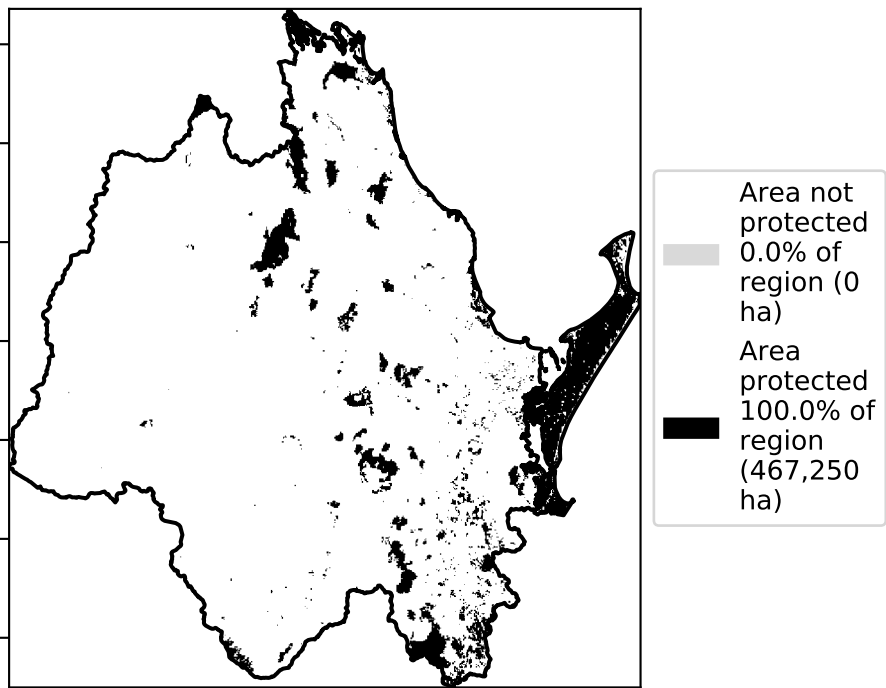 Area not
protected
0.0% of
region (0
ha)
Area
protected
100.0% of
region
(467,250
ha)